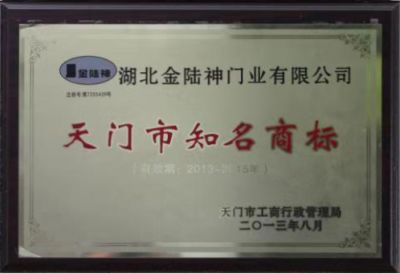 金陆神
湖北金陆神门业有限公司
天门市知名商标
(有效期：2013-2015年)
天门市工商行政管理局
二〇一三年八月